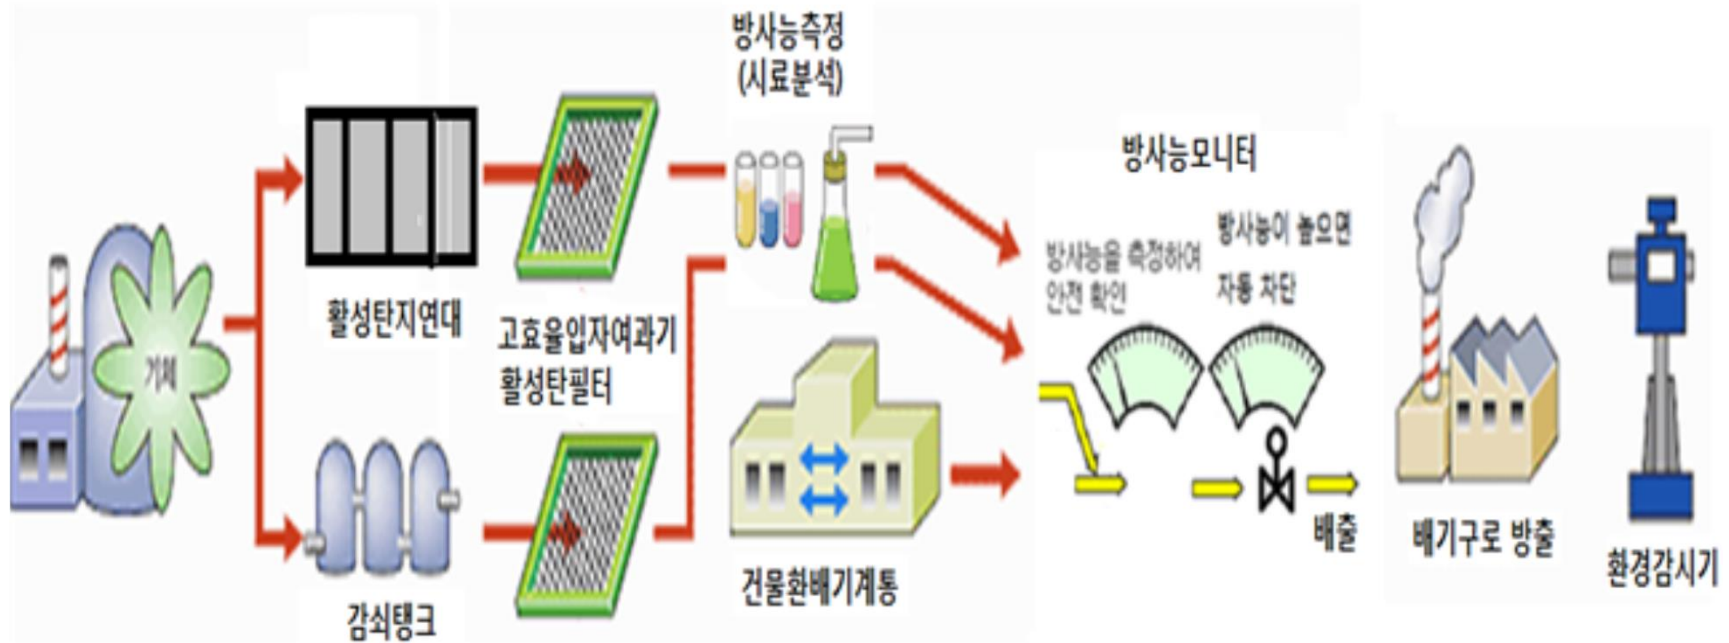 기체
활성탄지연대
감쇠탱크
고효율입자여과기
활성탄필터
방사능측정
(시료분석)
건물환배기계통
방사능모니터
방사능을 측정하여
안전 확인
방사능이 높으면
자동 차단
배출
배기구로 방출
환경감시기